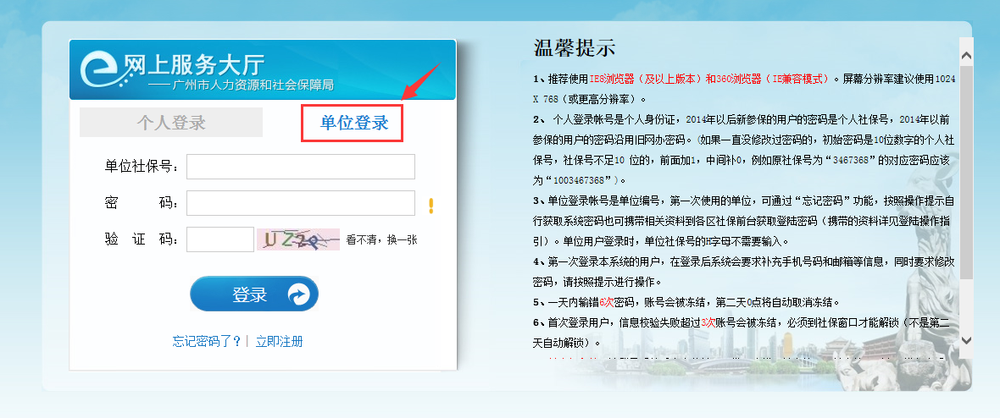 网上服务大厅
——广州市人力资源和社会保障局
个人登录
单位登录
单位社保号:
密 码:
验 证 码:
看不清，换一张
登录
忘记密码了？| 立即注册
温馨提示
1、推荐使用IE8浏览器（及以上版本）和360浏览器（IE兼容模式）。屏幕分辨率建议使用1024
X 768（或更高分辨率）。
2、 个人登录帐号是个人身份证，2014年以后新参保的用户的密码是个人社保号，2014年以前
参保的用户的密码沿用旧网办密码。(如果一直没修改过密码的，初始密码是10位数字的个人社
保号，社保号不足10 位的，前面加1，中间补0，例如原社保号为“3467368”的对应密码应该
为“1003467368”)。
3、单位登录帐号是单位编号，第一次使用的单位，可通过“忘记密码”功能，按照操作提示自
行获取系统密码也可携带相关资料到各区社保前台获取登陆密码（携带的资料详见登陆操作指
引）。单位用户登录时，单位社保号的H字母不需要输入。
4、第一次登录本系统的用户，在登录后系统会要求补充手机号码和邮箱等信息，同时要求修改
密码，请按照提示进行操作。
5、一天内输错6次密码，账号会被冻结，第二天0点将自动取消冻结。
6、首次登录用户，信息校验失败超过3次账号会被冻结，必须到社保窗口才能解锁（不是第二
天自动解锁）。